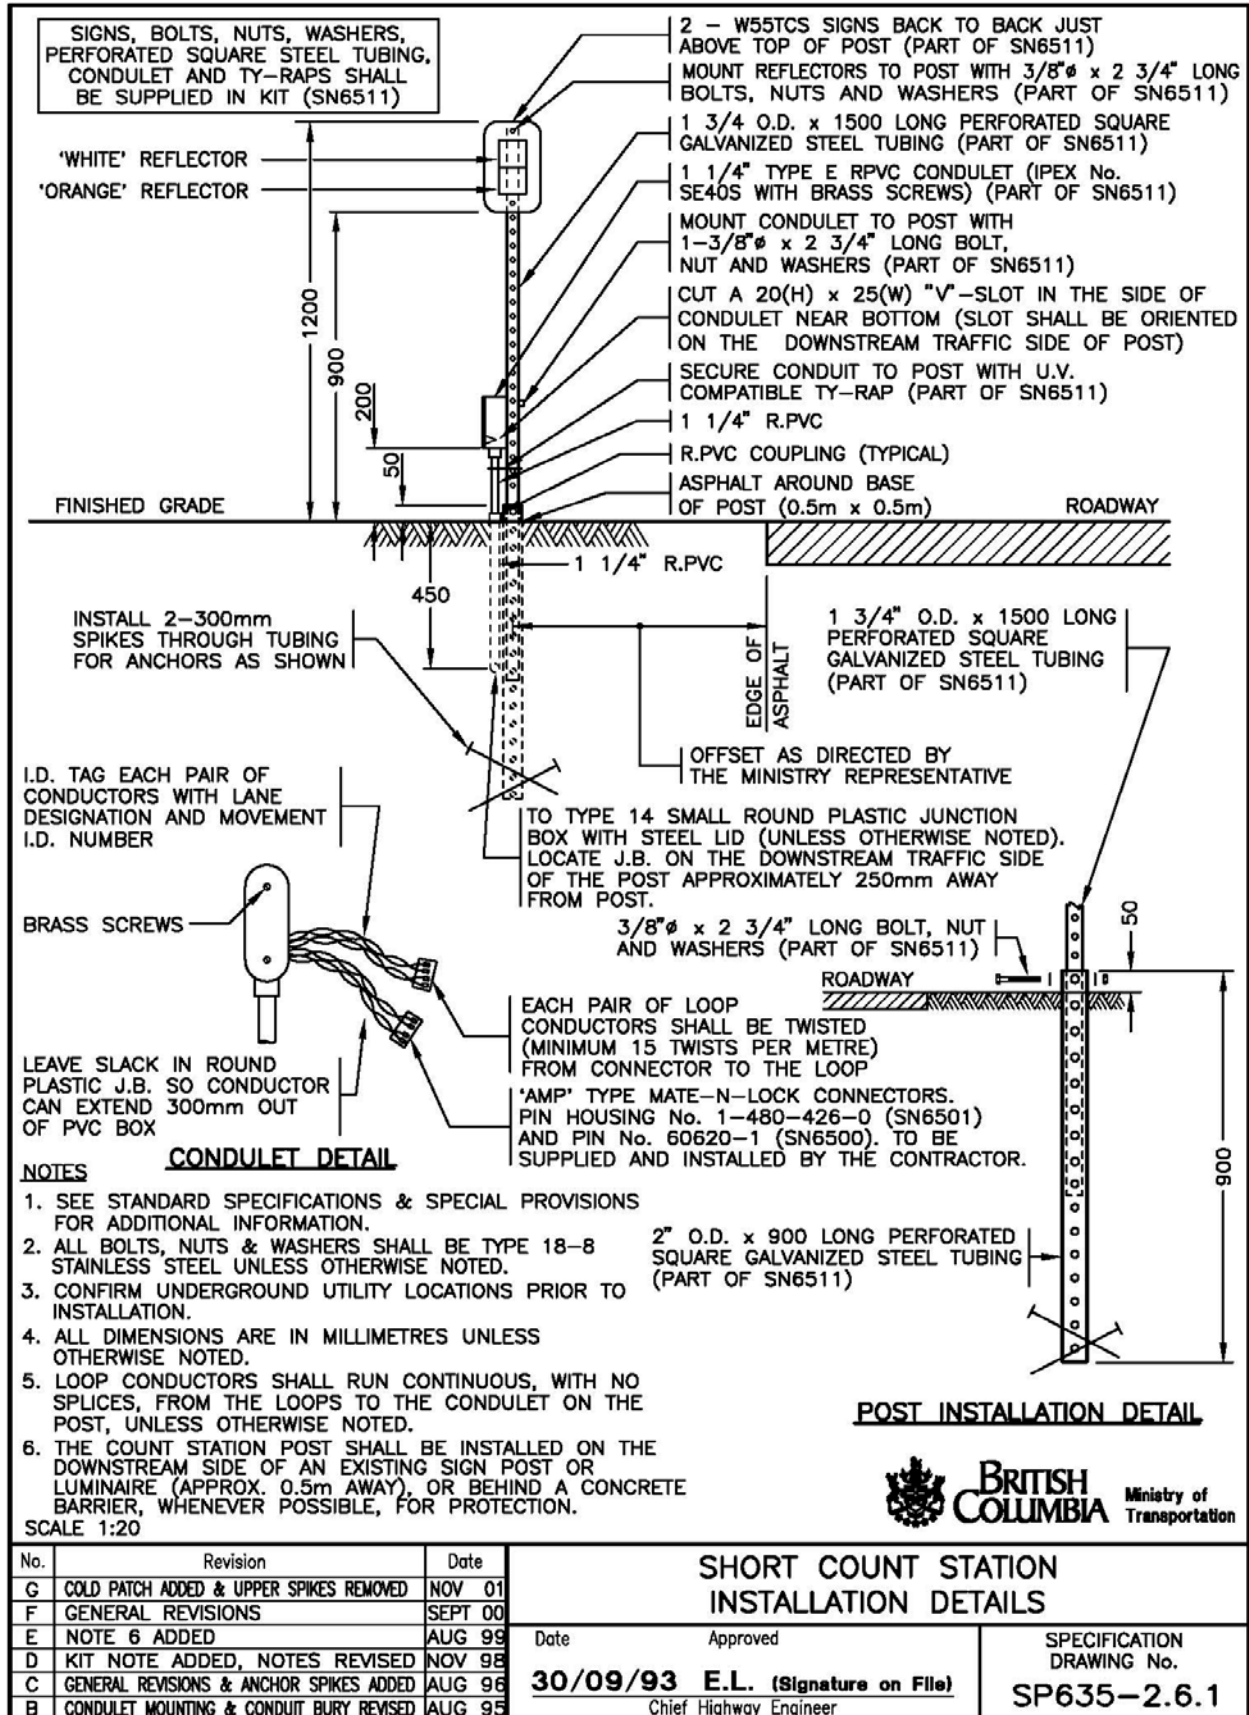 SIGNS, BOLTS, NUTS, WASHERS,
PERFORATED SQUARE STEEL TUBING,
CONDULET AND TY-RAPS SHALL
BE SUPPLIED IN KIT (SN6511)
2 - W55TCS SIGNS BACK TO BACK JUST
ABOVE TOP OF POST (PART OF SN6511)
MOUNT REFLECTORS TO POST WITH 3/8"ø x 2 3/4" LONG
BOLTS, NUTS AND WASHERS (PART OF SN6511)
1 3/4 O.D. x 1500 LONG PERFORATED SQUARE
GALVANIZED STEEL TUBING (PART OF SN6511)
1 1/4" TYPE E RPVC CONDULET (IPEX No.
SE40S WITH BRASS SCREWS) (PART OF SN6511)
MOUNT CONDULET TO POST WITH
1-3/8"ø x 2 3/4" LONG BOLT,
NUT AND WASHERS (PART OF SN6511)
CUT A 20(H) x 25(W) "V"-SLOT IN THE SIDE OF
CONDULET NEAR BOTTOM (SLOT SHALL BE ORIENTED
ON THE DOWNSTREAM TRAFFIC SIDE OF POST)
SECURE CONDUIT TO POST WITH U.V.
COMPATIBLE TY-RAP (PART OF SN6511)
1 1/4" R.PVC
R.PVC COUPLING (TYPICAL)
ASPHALT AROUND BASE
OF POST (0.5m x 0.5m)
'WHITE' REFLECTOR
'ORANGE' REFLECTOR
1200
900
200
50
FINISHED GRADE
ROADWAY
1 1/4" R.PVC
450
INSTALL 2-300mm
SPIKES THROUGH TUBING
FOR ANCHORS AS SHOWN
EDGE OF
ASPHALT
1 3/4" O.D. x 1500 LONG
PERFORATED SQUARE
GALVANIZED STEEL TUBING
(PART OF SN6511)
OFFSET AS DIRECTED BY
THE MINISTRY REPRESENTATIVE
I.D. TAG EACH PAIR OF
CONDUCTORS WITH LANE
DESIGNATION AND MOVEMENT
I.D. NUMBER
TO TYPE 14 SMALL ROUND PLASTIC JUNCTION
BOX WITH STEEL LID (UNLESS OTHERWISE NOTED).
LOCATE J.B. ON THE DOWNSTREAM TRAFFIC SIDE
OF THE POST APPROXIMATELY 250mm AWAY
FROM POST.
BRASS SCREWS
3/8"ø x 2 3/4" LONG BOLT, NUT
AND WASHERS (PART OF SN6511)
50
ROADWAY
EACH PAIR OF LOOP
CONDUCTORS SHALL BE TWISTED
(MINIMUM 15 TWISTS PER METRE)
FROM CONNECTOR TO THE LOOP
LEAVE SLACK IN ROUND
PLASTIC J.B. SO CONDUCTOR
CAN EXTEND 300mm OUT
OF PVC BOX
'AMP' TYPE MATE-N-LOCK CONNECTORS.
PIN HOUSING No. 1-480-426-0 (SN6501)
AND PIN No. 60620-1 (SN6500). TO BE
SUPPLIED AND INSTALLED BY THE CONTRACTOR.
CONDULET DETAIL
900
2" O.D. x 900 LONG PERFORATED
SQUARE GALVANIZED STEEL TUBING
(PART OF SN6511)
POST INSTALLATION DETAIL
NOTES
1. SEE STANDARD SPECIFICATIONS & SPECIAL PROVISIONS
FOR ADDITIONAL INFORMATION.
2. ALL BOLTS, NUTS & WASHERS SHALL BE TYPE 18-8
STAINLESS STEEL UNLESS OTHERWISE NOTED.
3. CONFIRM UNDERGROUND UTILITY LOCATIONS PRIOR TO
INSTALLATION.
4. ALL DIMENSIONS ARE IN MILLIMETRES UNLESS
OTHERWISE NOTED.
5. LOOP CONDUCTORS SHALL RUN CONTINUOUS, WITH NO
SPLICES, FROM THE LOOPS TO THE CONDULET ON THE
POST, UNLESS OTHERWISE NOTED.
6. THE COUNT STATION POST SHALL BE INSTALLED ON THE
DOWNSTREAM SIDE OF AN EXISTING SIGN POST OR
LUMINAIRE (APPROX. 0.5m AWAY), OR BEHIND A CONCRETE
BARRIER, WHENEVER POSSIBLE, FOR PROTECTION.
SCALE 1:20
BRITISH
COLUMBIA
Ministry of
Transportation
No. Revision Date
G COLD PATCH ADDED & UPPER SPIKES REMOVED NOV 01
F GENERAL REVISIONS SEPT 00
E NOTE 6 ADDED AUG 99
D KIT NOTE ADDED, NOTES REVISED NOV 98
C GENERAL REVISIONS & ANCHOR SPIKES ADDED AUG 96
B CONDULET MOUNTING & CONDUIT BURY REVISED AUG 95
SHORT COUNT STATION
INSTALLATION DETAILS
Date Approved
30/09/93 E.L. (Signature on File)
Chief Highway Engineer
SPECIFICATION
DRAWING No.
SP635-2.6.1